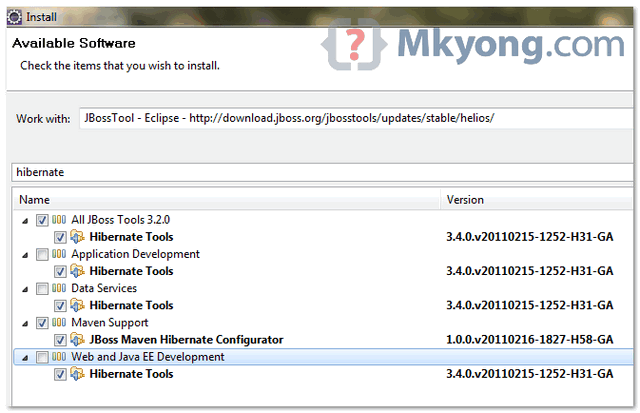 Install
Available Software
Check the items that you wish to install.
{?} Mkyong.com
Work with: JBossTool - Eclipse - http://download.jboss.org/jbosstools/updates/stable/helios/
hibernate
Name Version
All JBoss Tools 3.2.0
Hibernate Tools 3.4.0.v20110215-1252-H31-GA
Application Development
Hibernate Tools 3.4.0.v20110215-1252-H31-GA
Data Services
Hibernate Tools 3.4.0.v20110215-1252-H31-GA
Maven Support
JBoss Maven Hibernate Configurator 1.0.0.v20110216-1827-H58-GA
Web and Java EE Development
Hibernate Tools 3.4.0.v20110215-1252-H31-GA